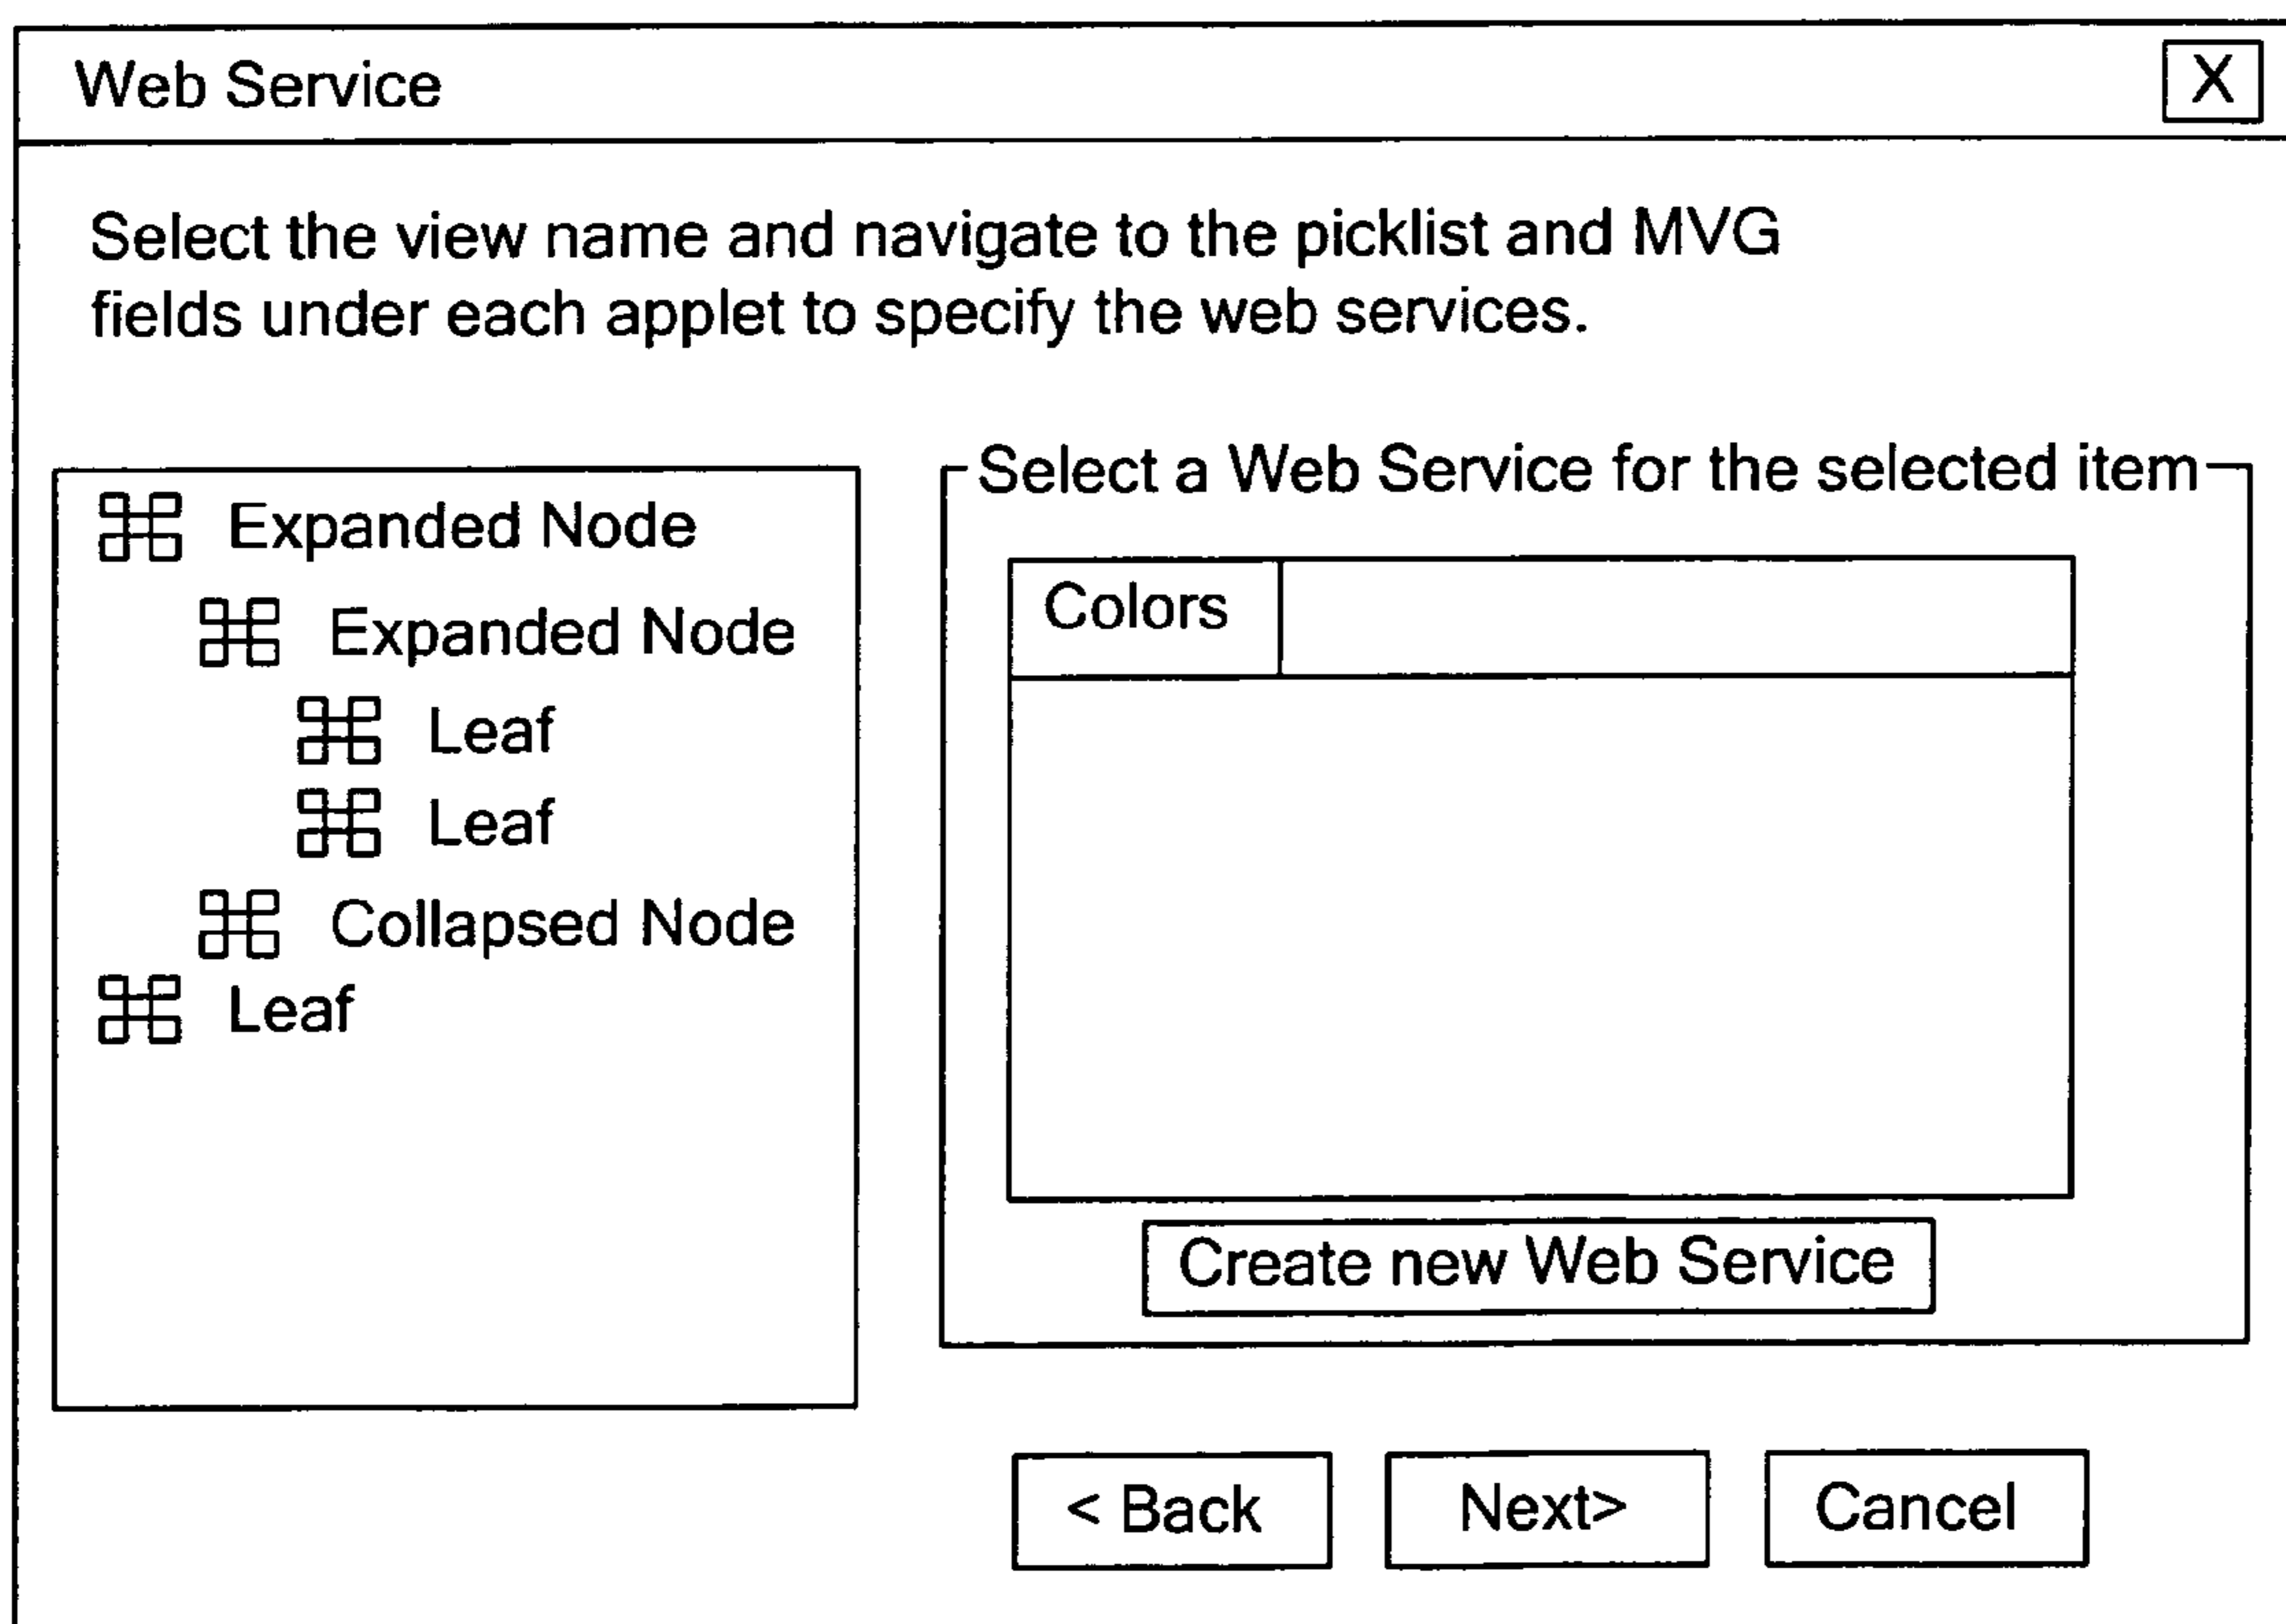 Web Service
X
Select the view name and navigate to the picklist and MVG
fields under each applet to specify the web services.
Expanded Node
Expanded Node
Leaf
Leaf
Collapsed Node
Leaf
Select a Web Service for the selected item
Colors
Create new Web Service
< Back
Next>
Cancel